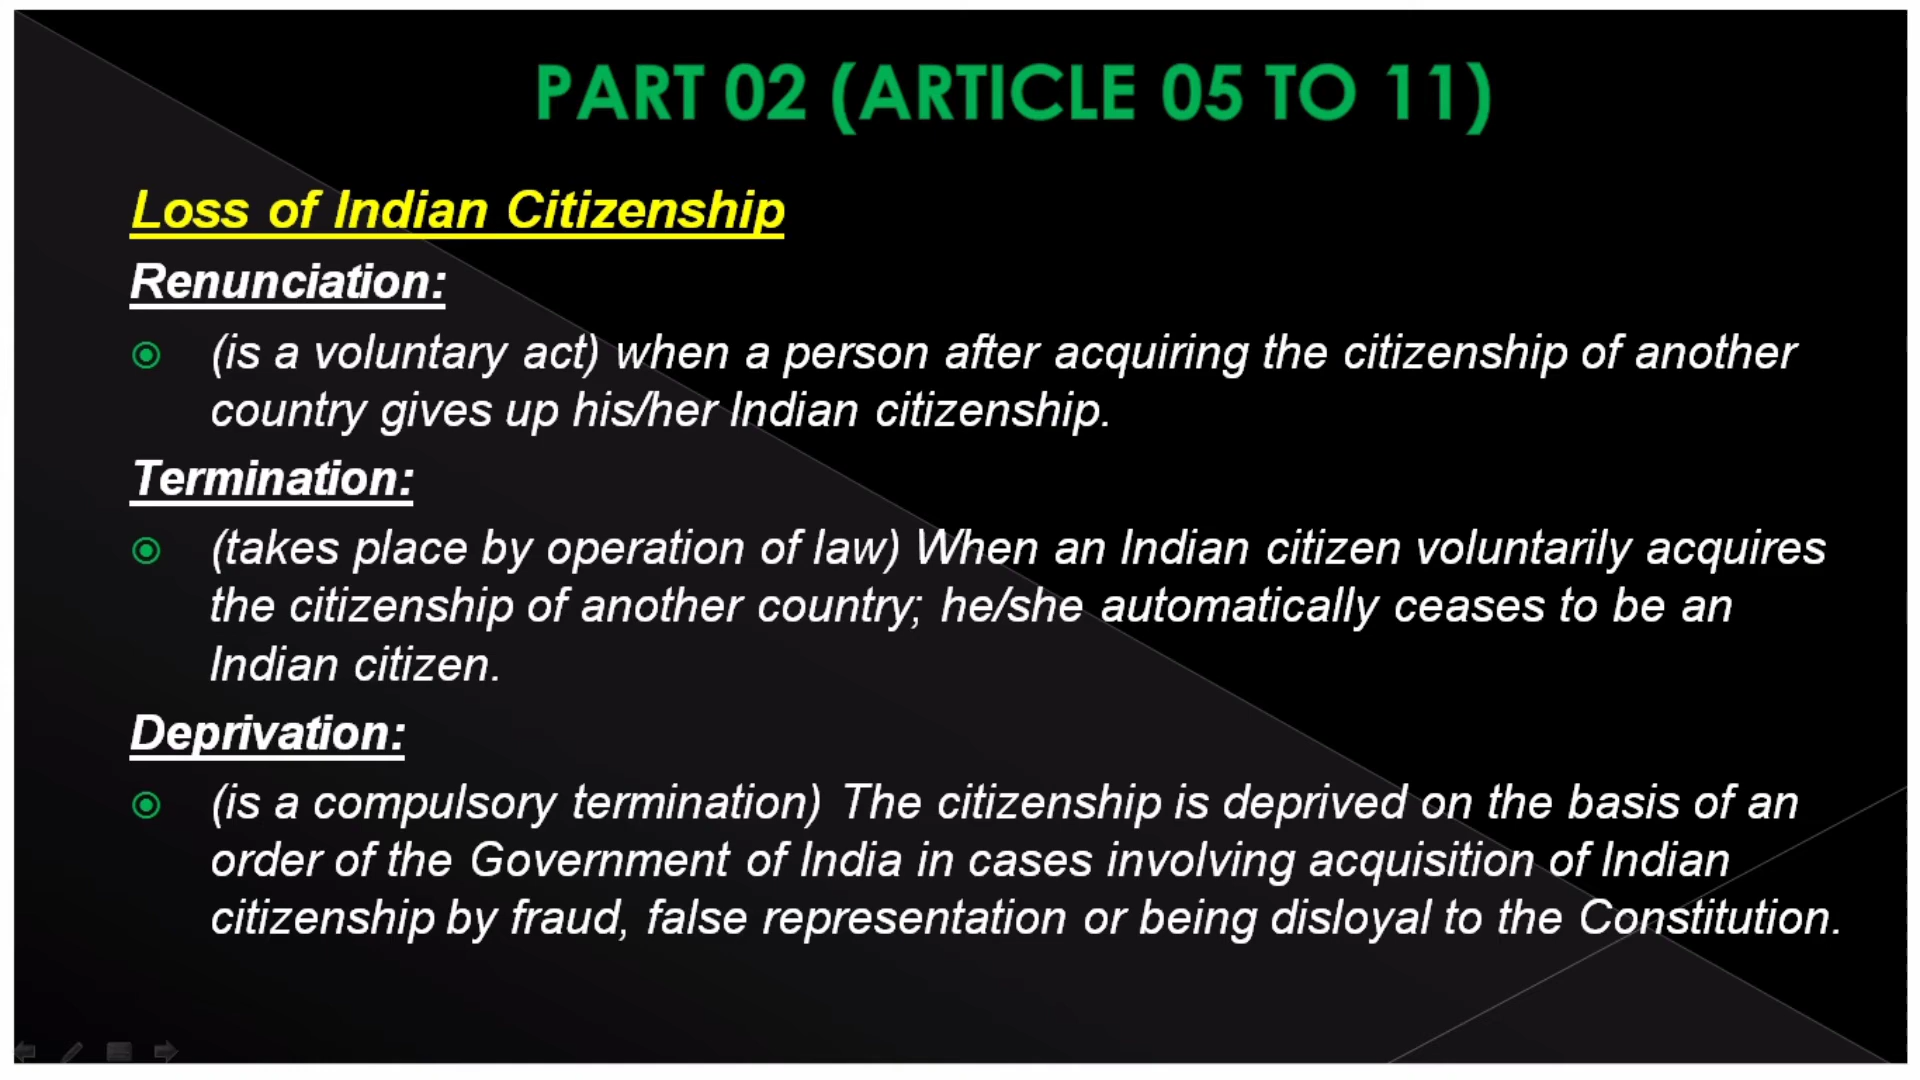 PART 02 (ARTICLE 05 TO 11)
Loss of Indian Citizenship
Renunciation:
(is a voluntary act) when a person after acquiring the citizenship of another
country gives up his/her Indian citizenship.
Termination:
(takes place by operation of law) When an Indian citizen voluntarily acquires
the citizenship of another country; he/she automatically ceases to be an
Indian citizen.
Deprivation:
(is a compulsory termination) The citizenship is deprived on the basis of an
order of the Government of India in cases involving acquisition of Indian
citizenship by fraud, false representation or being disloyal to the Constitution.